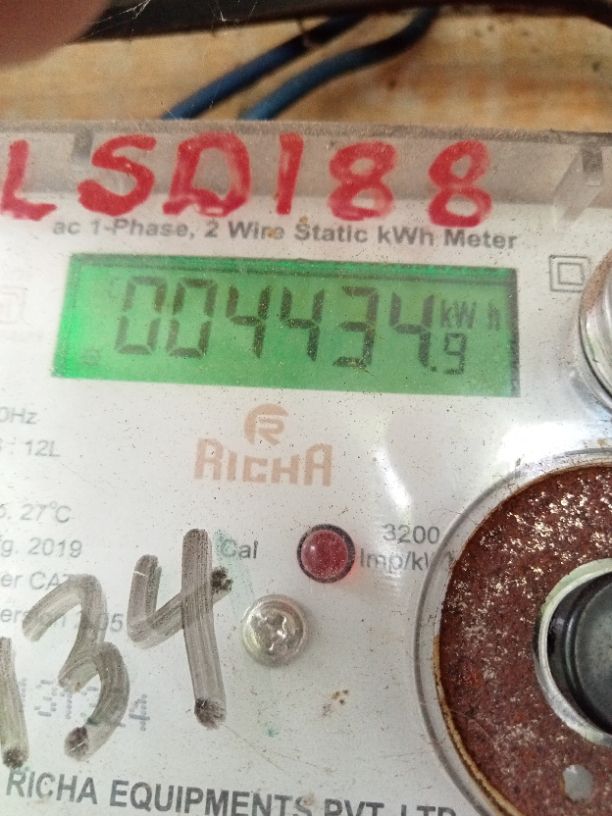 LSD188
ac 1-Phase, 2 Wire Static kWh Meter
004434.9 kWh
RICHA
12L
27°C
2019
Cal
3200
Imp/k
134
RICHA EQUIPMENTS PVT. LTD